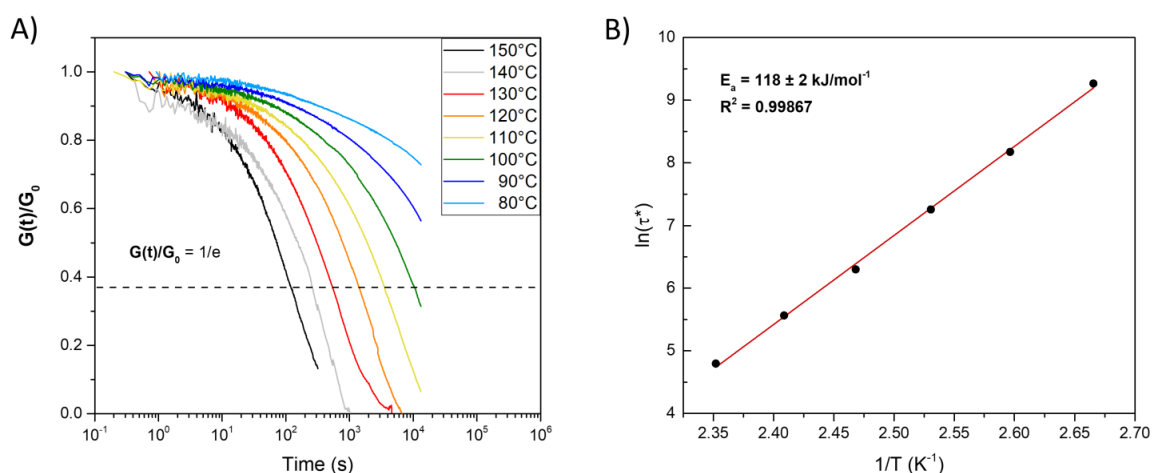 A)
G(t)/G₀
1.0
0.8
0.6
0.4
0.2
0.0
10⁻¹ 10⁰ 10¹ 10² 10³ 10⁴ 10⁵ 10⁶
Time (s)
G(t)/G₀ = 1/e
150°C
140°C
130°C
120°C
110°C
100°C
90°C
80°C
B)
ln(τ*)
10
9
8
7
6
5
4
Eₐ = 118 ± 2 kJ/mol⁻¹
R² = 0.99867
2.35 2.40 2.45 2.50 2.55 2.60 2.65 2.70
1/T (K⁻¹)